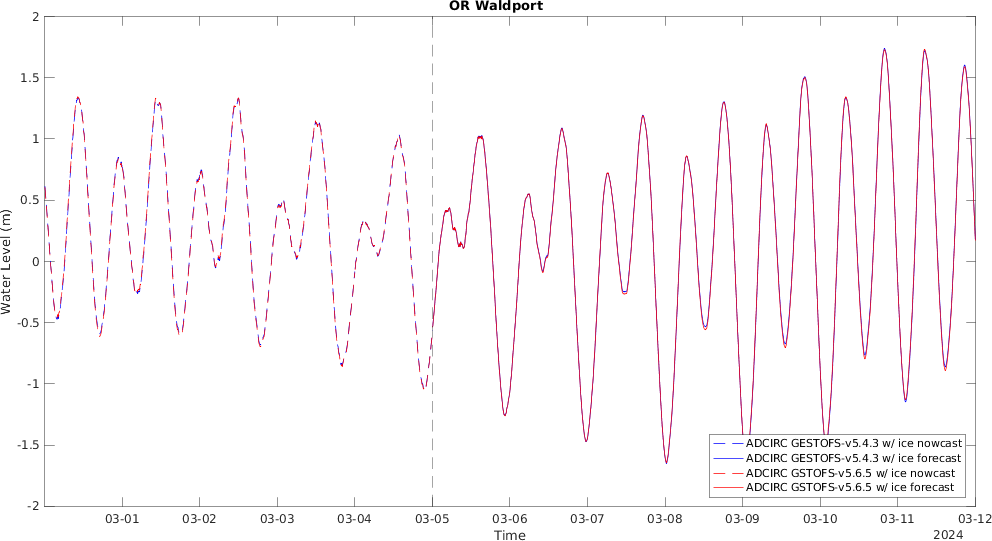 OR Waldport
2
1.5
1
0.5
0
-0.5
-1
-1.5
-2
Water Level (m)
ADCIRC GESTOFS-v5.4.3 w/ ice nowcast
ADCIRC GESTOFS-v5.4.3 w/ ice forecast
ADCIRC GSTOFS-v5.6.5 w/ ice nowcast
ADCIRC GSTOFS-v5.6.5 w/ ice forecast
03-01 03-02 03-03 03-04 03-05 03-06 03-07 03-08 03-09 03-10 03-11 03-12
Time
2024